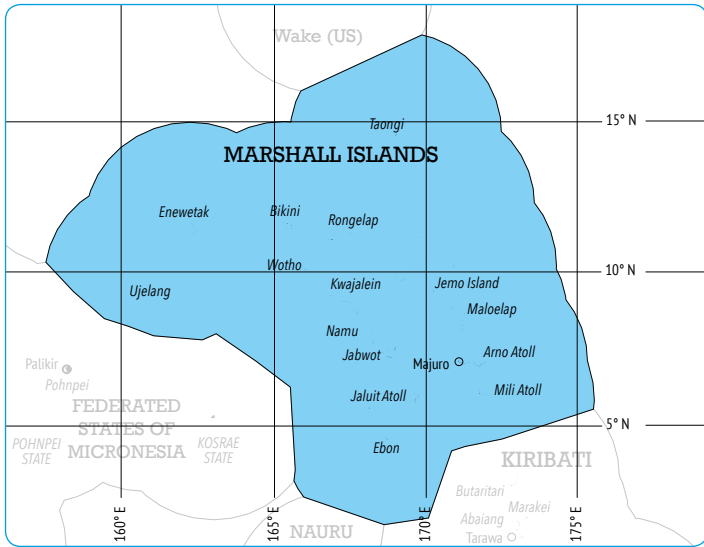 Wake (US)
Taongi
15° N
MARSHALL ISLANDS
Enewetak
Bikini
Rongelap
Wotho
10° N
Ujelang
Kwajalein
Jemo Island
Maloelap
Namu
Jabwot
Majuro
Arno Atoll
Palikir
Pohnpei
Jaluit Atoll
Mili Atoll
FEDERATED
STATES OF
MICRONESIA
POHNPEI
STATE
KOSRAE
STATE
5° N
Ebon
KIRIBATI
Butaritari
Marakei
Abaiang
Tarawa
NAURU
160° E
165° E
170° E
175° E